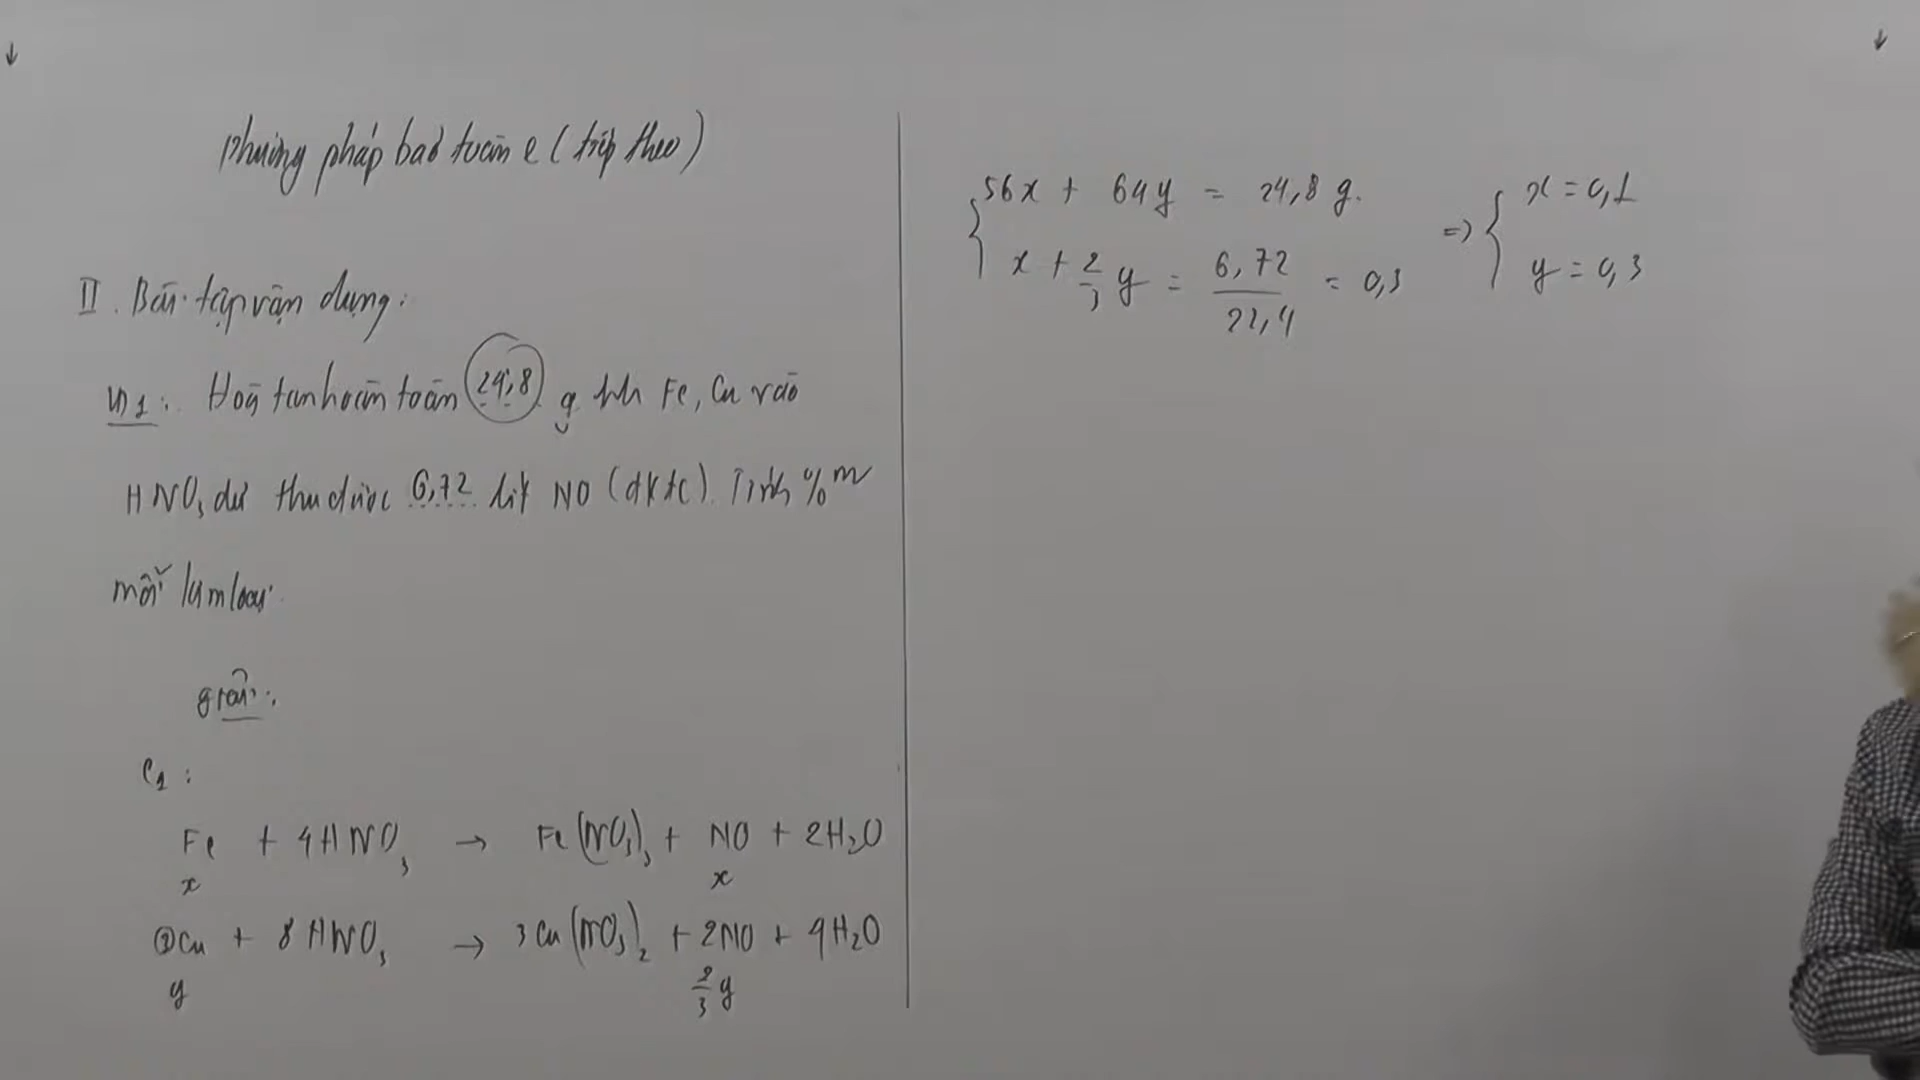 Phương pháp bảo toàn e (tiếp theo)
II. Bài tập vận dụng:
VD1: Hoà tan hoàn toàn 24,8 g hh Fe, Cu vào
HNO₃ dư thu được 6,72 lít NO (đktc). Tính %m
mỗi kim loại.
giải:
C₁:
Fe + 4HNO₃ → Fe(NO₃)₃ + NO + 2H₂O
x x
3Cu + 8HNO₃ → 3Cu(NO₃)₂ + 2NO + 4H₂O
y 2/3 y
56x + 64y = 24,8 g. => x = 0,1
x + 2/3 y = 6,72/22,4 = 0,3 y = 0,3